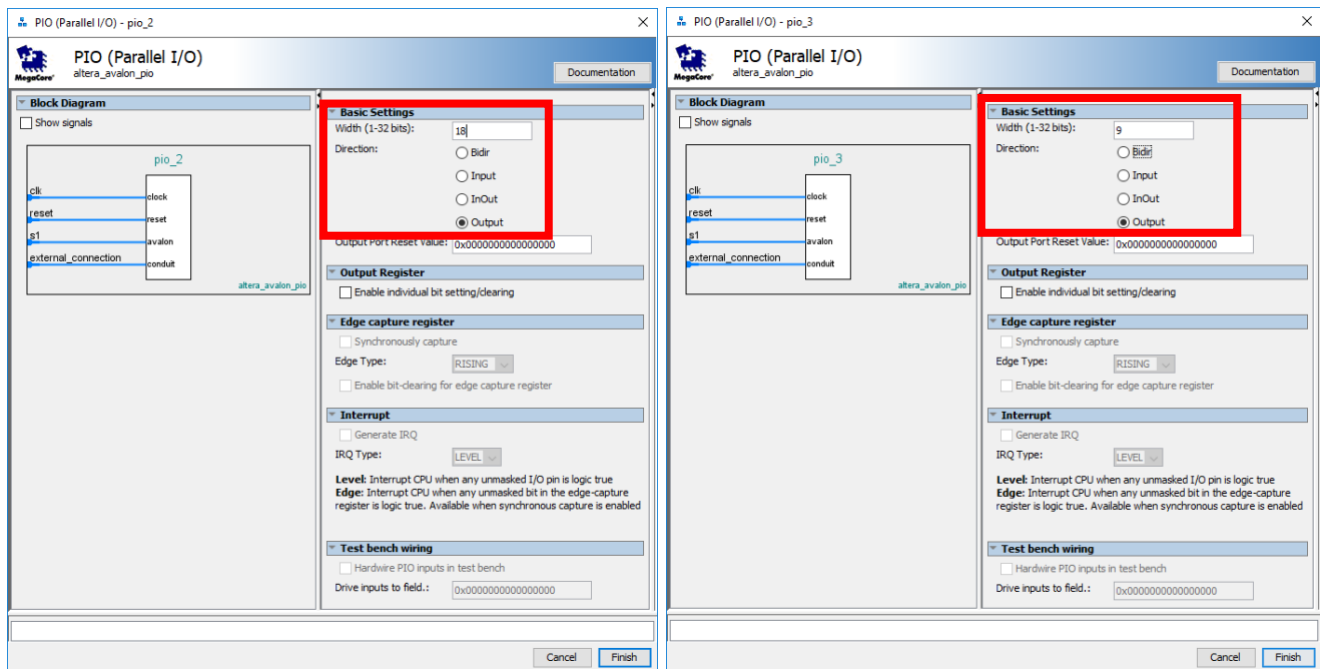 PIO (Parallel I/O) - pio_2
PIO (Parallel I/O)
altera_avalon_pio
MegaCore'
Documentation
Block Diagram
Show signals
pio_2
clk
clock
reset
reset
s1
avalon
external_connection
conduit
altera_avalon_pio
Basic Settings
Width (1-32 bits): 18
Direction:
Bidir
Input
InOut
Output
Output Port Reset Value: 0x0000000000000000
Output Register
Enable individual bit setting/clearing
Edge capture register
Synchronously capture
Edge Type: RISING
Enable bit-clearing for edge capture register
Interrupt
Generate IRQ
IRQ Type: LEVEL
Level: Interrupt CPU when any unmasked I/O pin is logic true
Edge: Interrupt CPU when any unmasked bit in the edge-capture
register is logic true. Available when synchronous capture is enabled
Test bench wiring
Hardwire PIO inputs in test bench
Drive inputs to field.: 0x0000000000000000
Cancel Finish
PIO (Parallel I/O) - pio_3
PIO (Parallel I/O)
altera_avalon_pio
MegaCore'
Documentation
Block Diagram
Show signals
pio_3
clk
clock
reset
reset
s1
avalon
external_connection
conduit
altera_avalon_pio
Basic Settings
Width (1-32 bits): 9
Direction:
Bidir
Input
InOut
Output
Output Port Reset Value: 0x0000000000000000
Output Register
Enable individual bit setting/clearing
Edge capture register
Synchronously capture
Edge Type: RISING
Enable bit-clearing for edge capture register
Interrupt
Generate IRQ
IRQ Type: LEVEL
Level: Interrupt CPU when any unmasked I/O pin is logic true
Edge: Interrupt CPU when any unmasked bit in the edge-capture
register is logic true. Available when synchronous capture is enabled
Test bench wiring
Hardwire PIO inputs in test bench
Drive inputs to field.: 0x0000000000000000
Cancel Finish